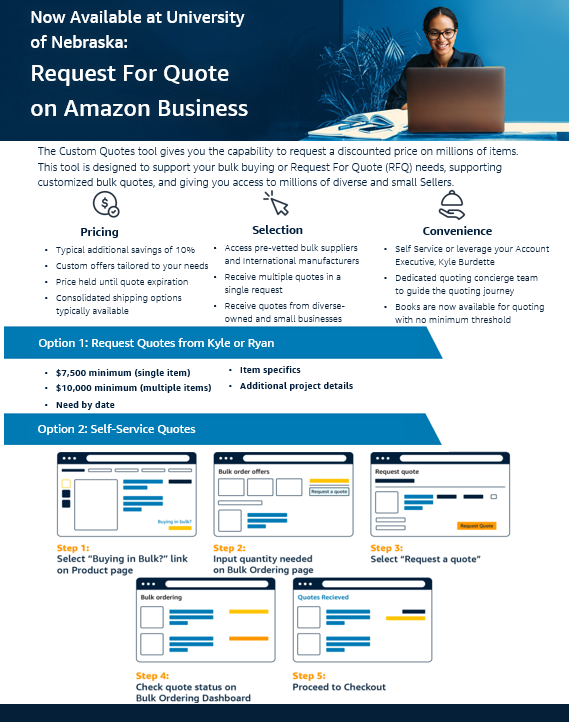 Now Available at University
of Nebraska:
Request For Quote
on Amazon Business
The Custom Quotes tool gives you the capability to request a discounted price on millions of items.
This tool is designed to support your bulk buying or Request For Quote (RFQ) needs, supporting
customized bulk quotes, and giving you access to millions of diverse and small Sellers.
$
Pricing
• Typical additional savings of 10%
• Custom offers tailored to your needs
• Price held until quote expiration
• Consolidated shipping options
typically available
Selection
• Access pre-vetted bulk suppliers
and International manufacturers
• Receive multiple quotes in a
single request
• Receive quotes from diverse-
owned and small businesses
Convenience
• Self Service or leverage your Account
Executive, Kyle Burdette
• Dedicated quoting concierge team
to guide the quoting journey
• Books are now available for quoting
with no minimum threshold
Option 1: Request Quotes from Kyle or Ryan
• $7,500 minimum (single item)
• $10,000 minimum (multiple items)
• Need by date
• Item specifics
• Additional project details
Option 2: Self-Service Quotes
Buying in bulk?
Step 1:
Select “Buying in Bulk?” link
on Product page
Bulk order offers
Request a quote
Step 2:
Input quantity needed
on Bulk Ordering page
Request quote
Request Quote
Step 3:
Select “Request a quote”
Bulk ordering
Step 4:
Check quote status on
Bulk Ordering Dashboard
Quotes Recieved
Step 5:
Proceed to Checkout